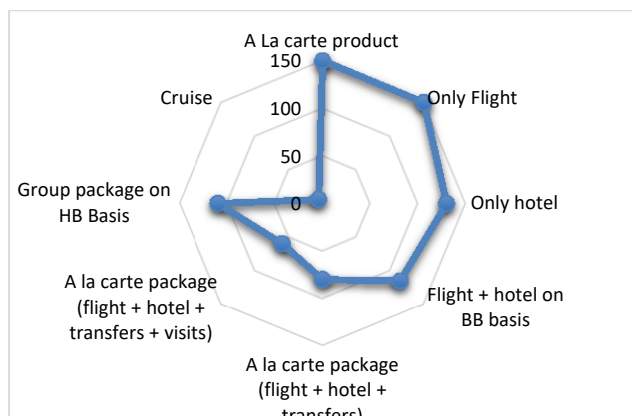 A La carte product
150
100
50
0
Only Flight
Only hotel
Flight + hotel on
BB basis
A la carte package
(flight + hotel +
transfers)
A la carte package
(flight + hotel +
transfers + visits)
Group package on
HB Basis
Cruise